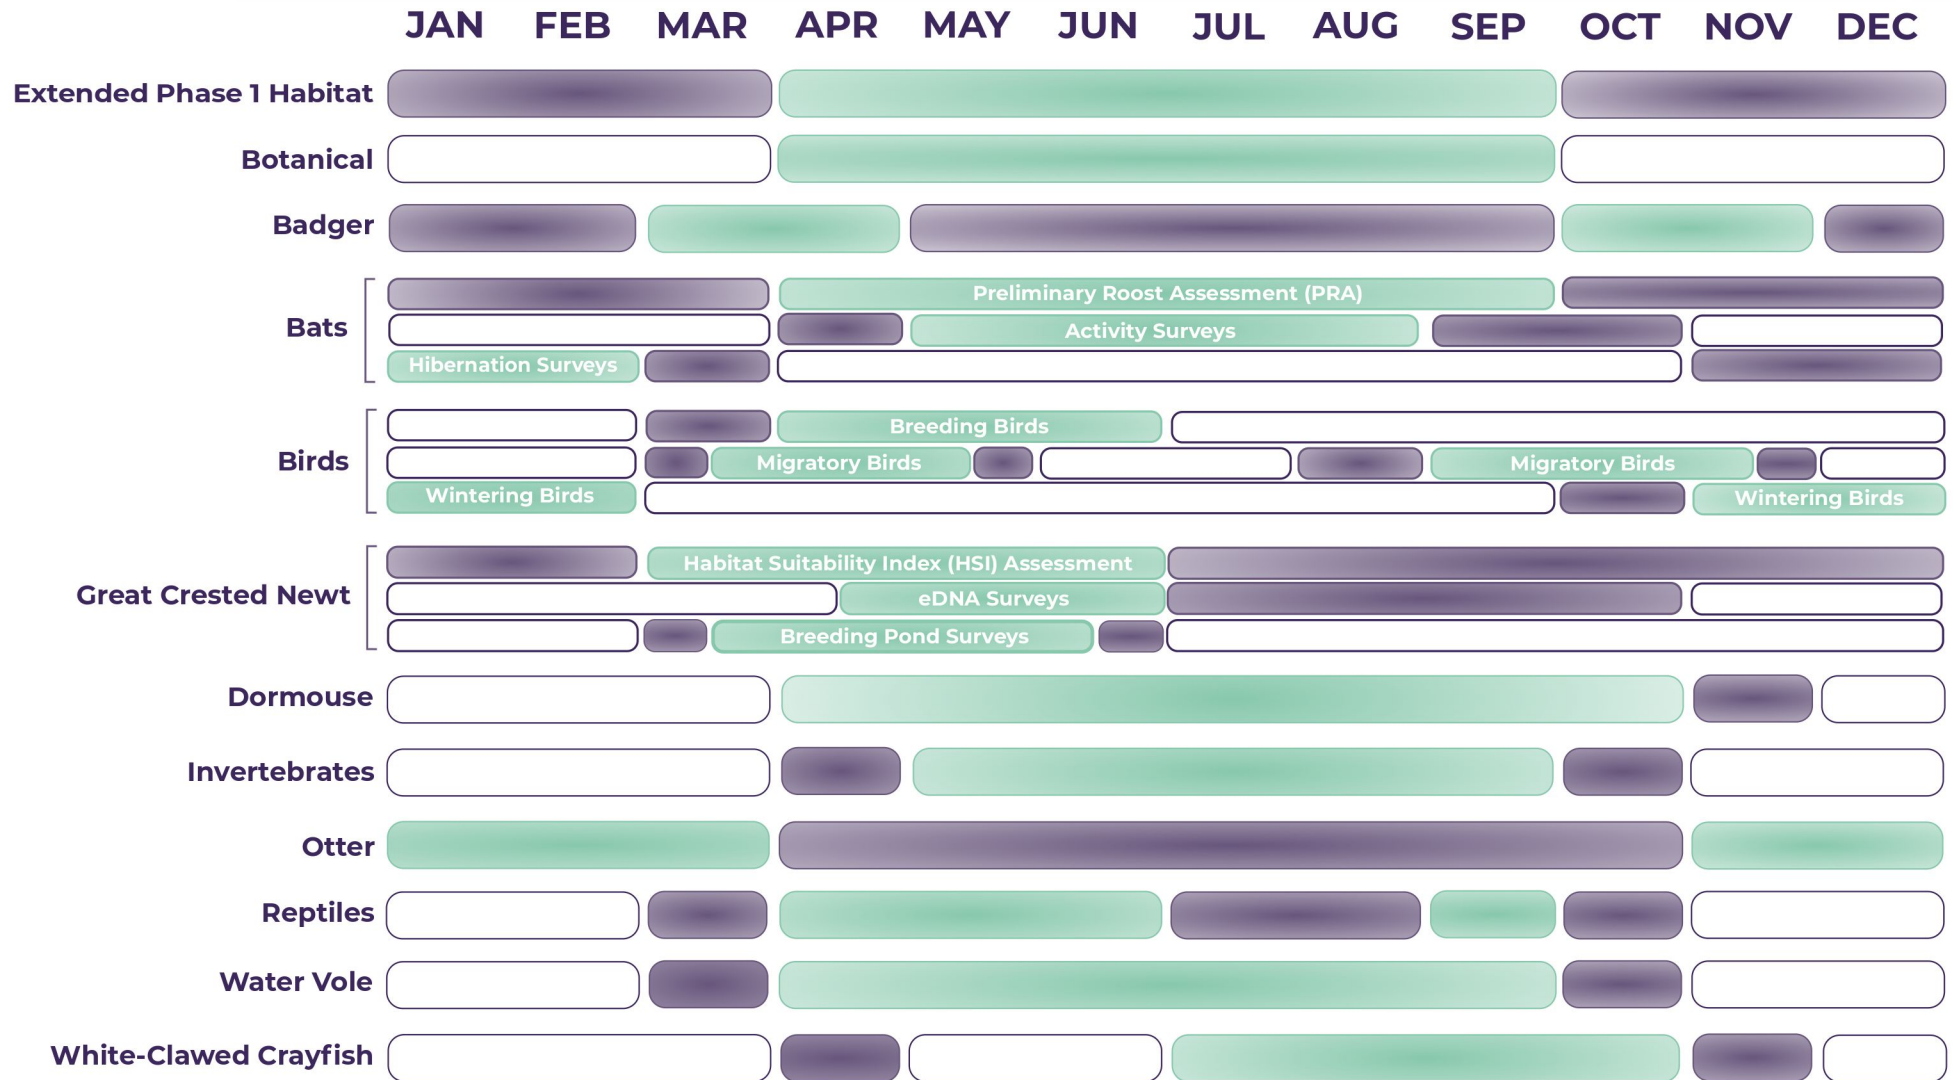 JAN FEB MAR APR MAY JUN JUL AUG SEP OCT NOV DEC
Extended Phase 1 Habitat
Botanical
Badger
Preliminary Roost Assessment (PRA)
Bats
Activity Surveys
Hibernation Surveys
Breeding Birds
Birds
Migratory Birds Migratory Birds
Wintering Birds Wintering Birds
Habitat Suitability Index (HSI) Assessment
Great Crested Newt
eDNA Surveys
Breeding Pond Surveys
Dormouse
Invertebrates
Otter
Reptiles
Water Vole
White-Clawed Crayfish